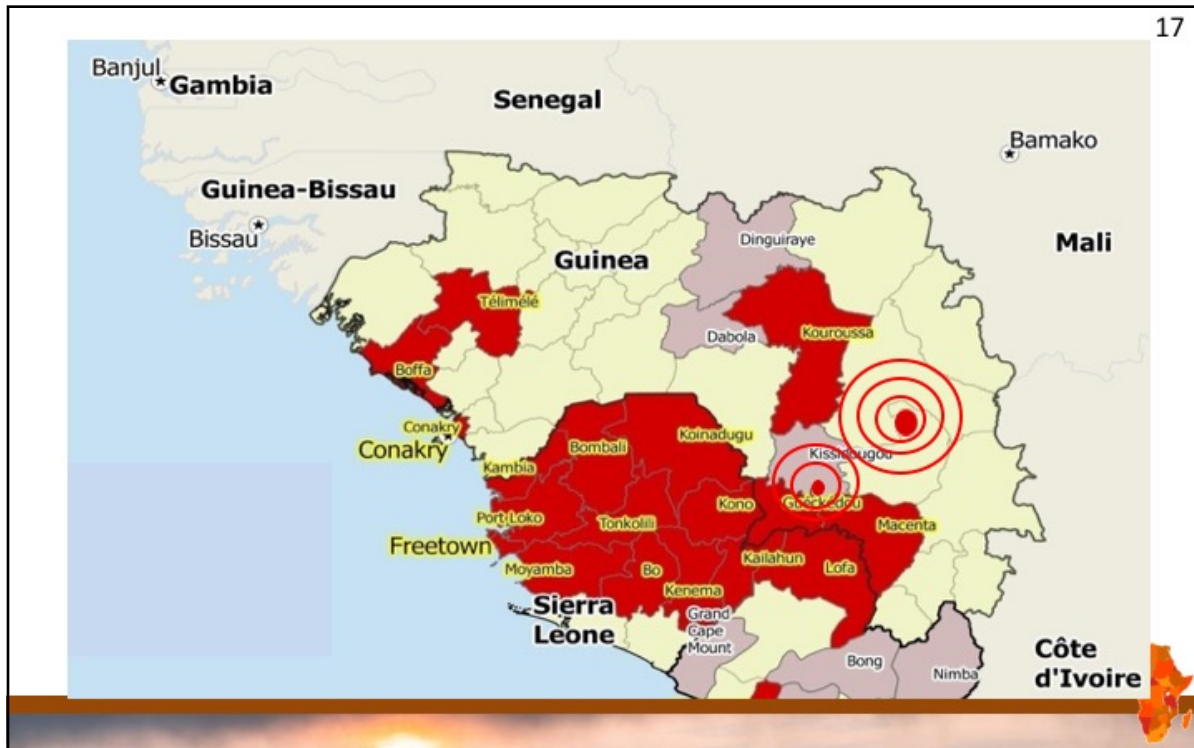 17
Banjul
Gambia
Senegal
Bamako
Guinea-Bissau
Bissau
Mali
Dinguiraye
Guinea
Télimélé
Dabola
Kouroussa
Boffa
Conakry
Conakry
Bombali
Koinadugu
Kissidougou
Kambia
Kono
Guéckédou
Port Loko
Tonkolili
Macenta
Freetown
Kailahun
Lofa
Moyamba
Bo
Kenema
Sierra
Leone
Grand
Cape
Mount
Bong
Nimba
Côte
d'Ivoire